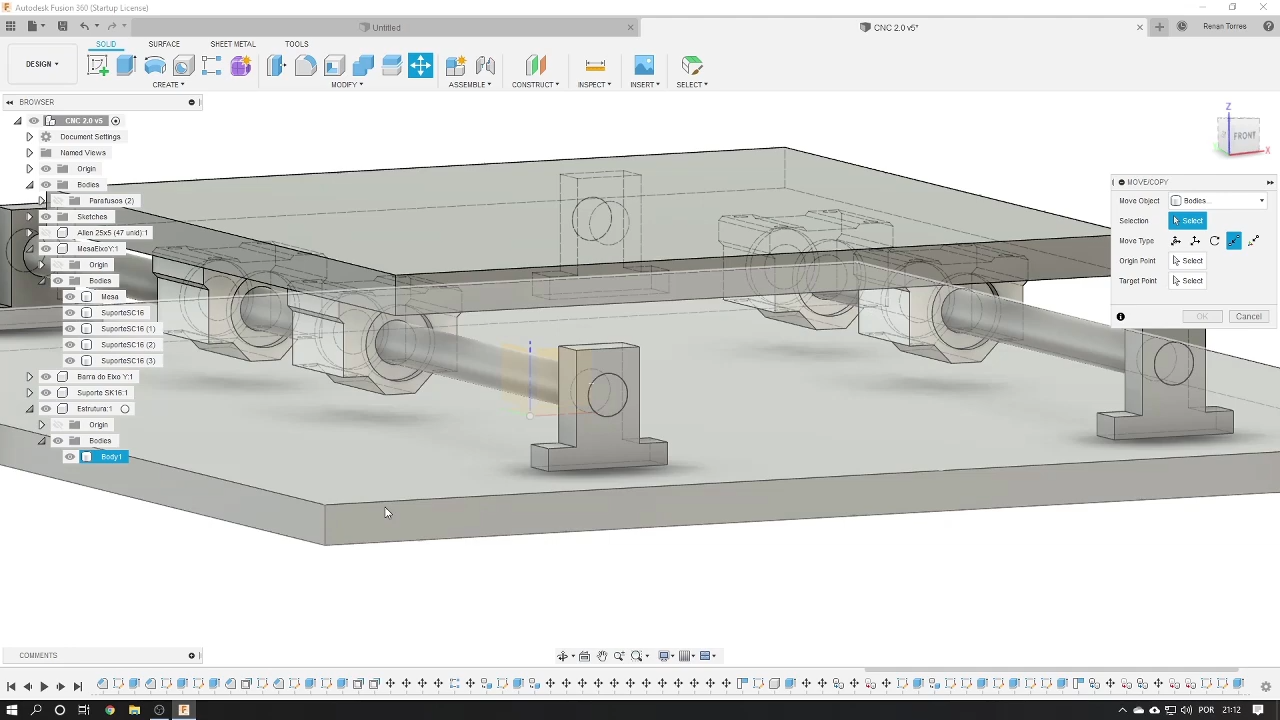 Autodesk Fusion 360 (Startup License)
Untitled
CNC 2.0 v5*
Renan Torres
DESIGN
SOLID SURFACE SHEET METAL TOOLS
CREATE MODIFY ASSEMBLE CONSTRUCT INSPECT INSERT SELECT
BROWSER
CNC 2.0 v5
Document Settings
Named Views
Origin
Bodies
Parafusos (2)
Sketches
Allen 25x5 (47 unid):1
MesaEixoY:1
Origin
Bodies
Mesa
SuporteSC16
SuporteSC16 (1)
SuporteSC16 (2)
SuporteSC16 (3)
Barra do Eixo Y:1
Suporte SK16:1
Estrutura:1
Origin
Bodies
Body1
Z
FRONT
X
MOVE/COPY
Move Object Bodies...
Selection Select
Move Type
Origin Point Select
Target Point Select
OK Cancel
COMMENTS
POR 21:12